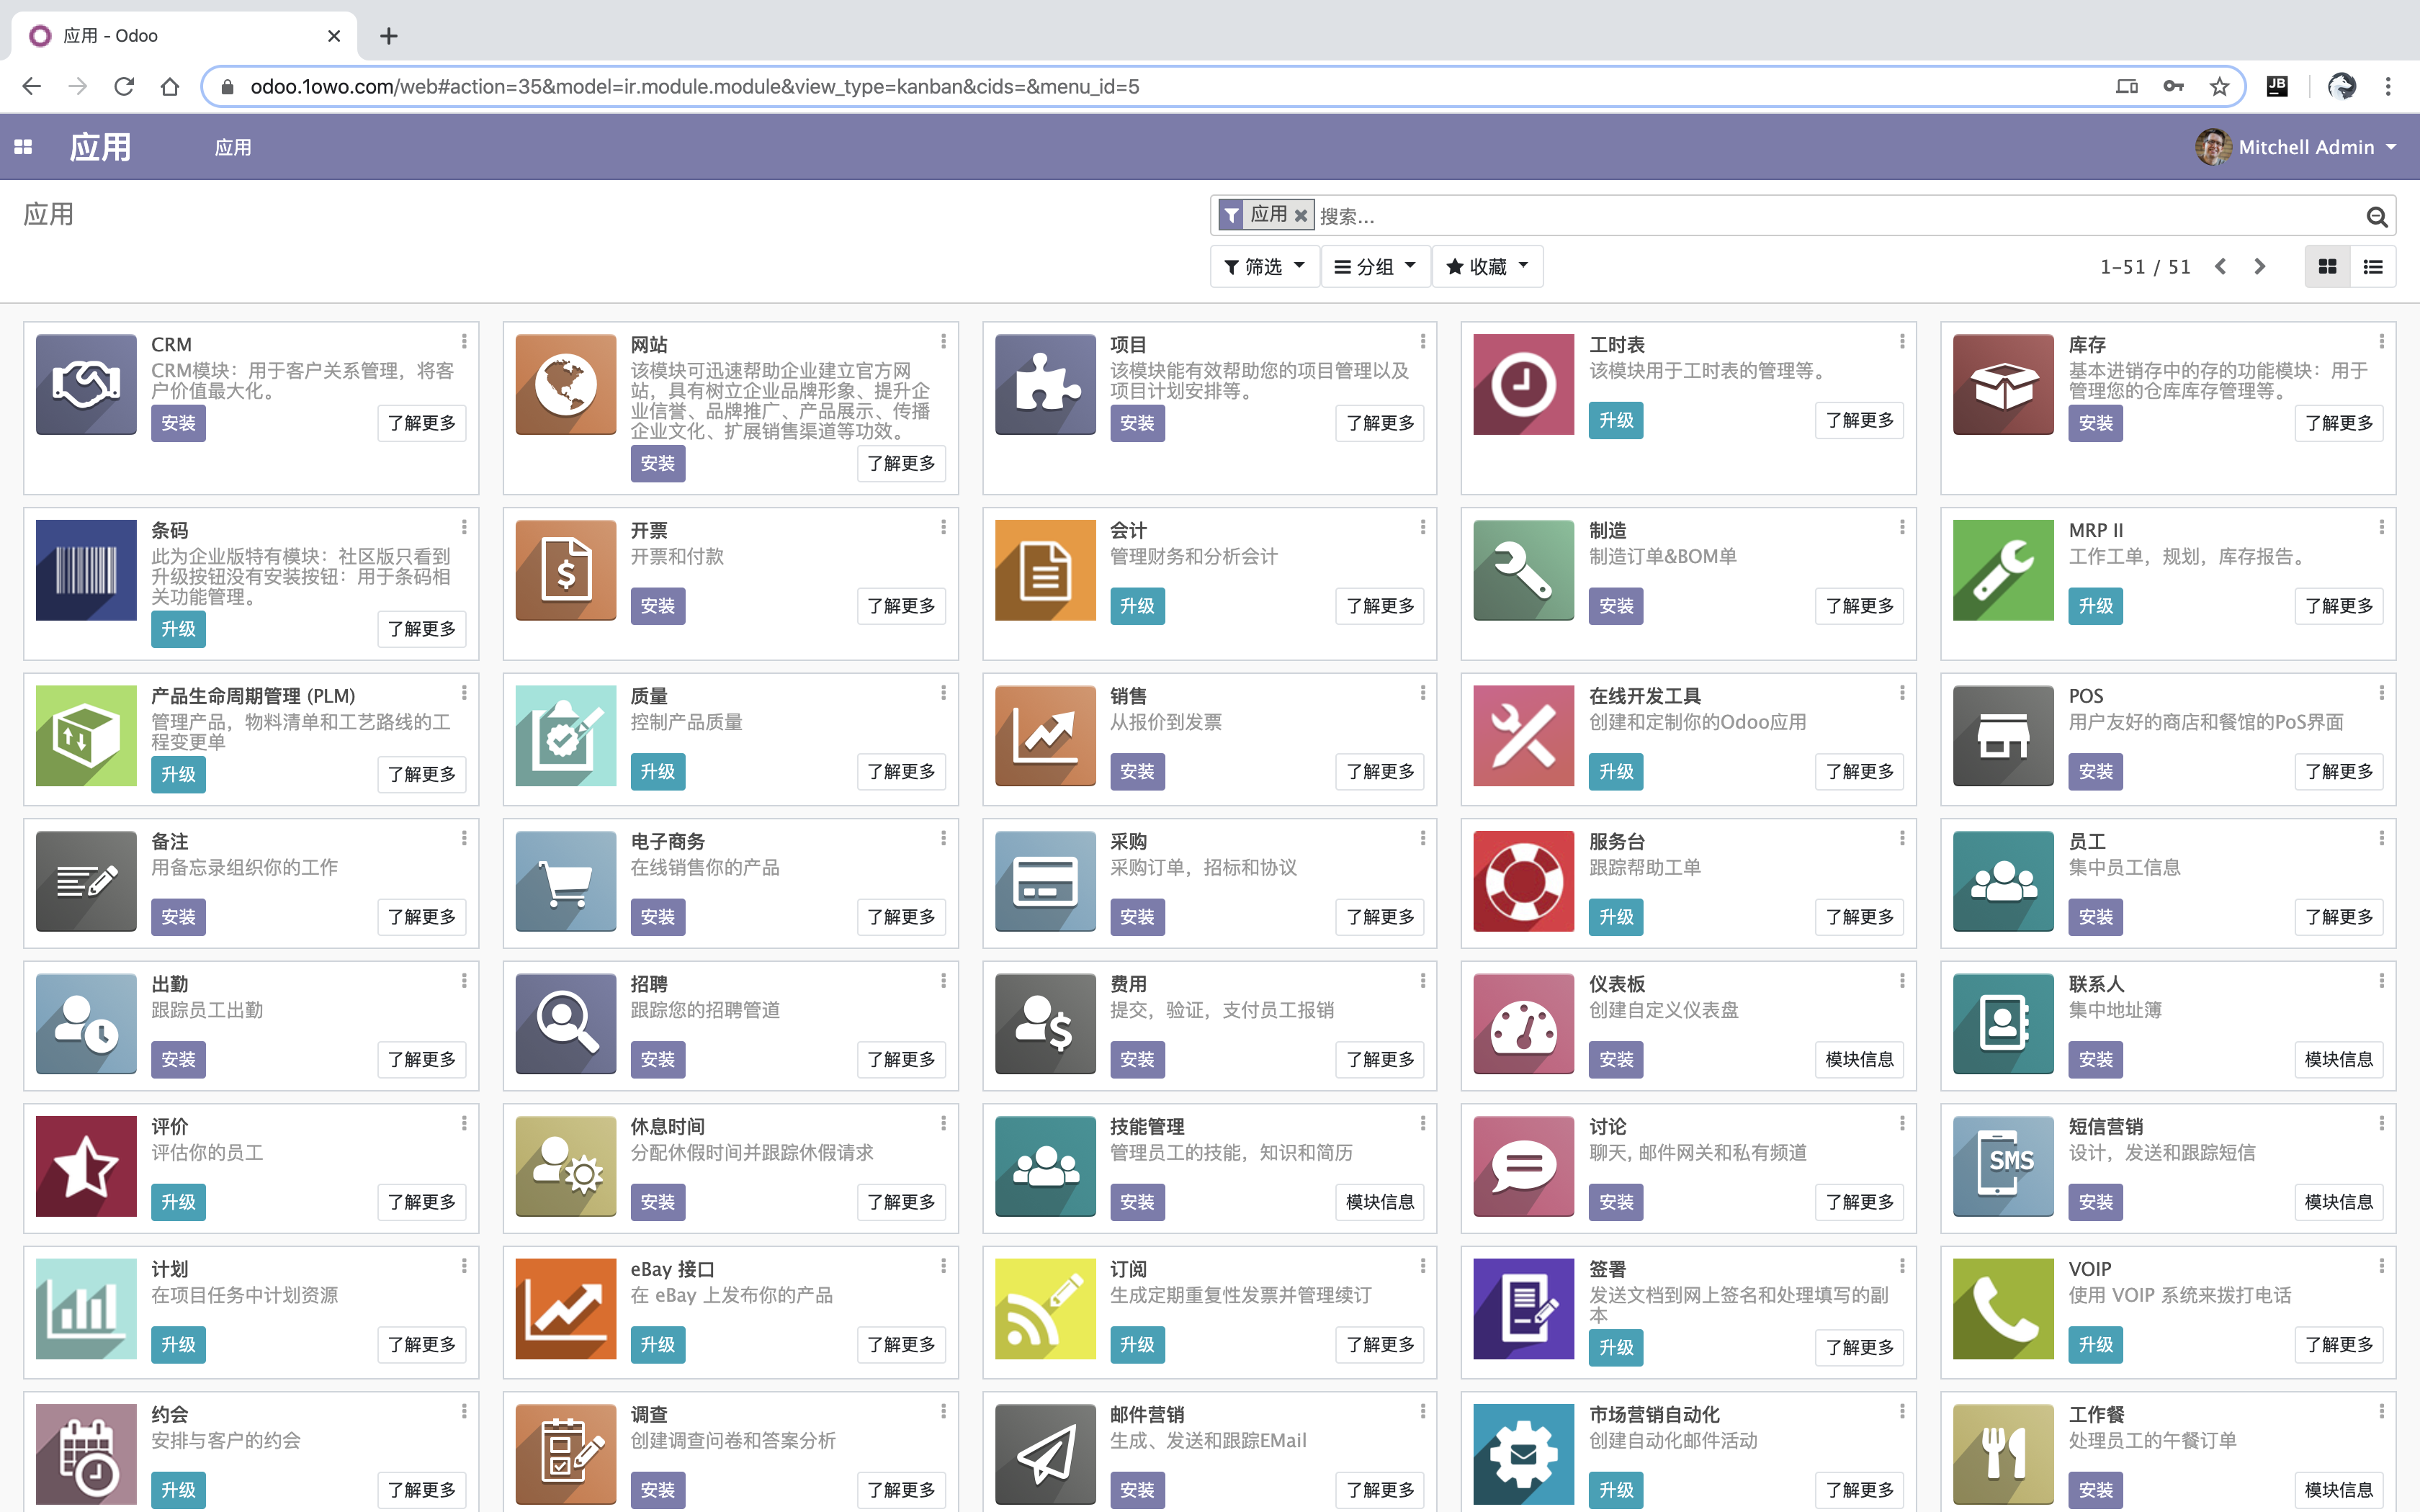 应用 - Odoo
odoo.1owo.com/web#action=35&model=ir.module.module&view_type=kanban&cids=&menu_id=5
JB
应用
应用
Mitchell Admin
应用
应用
搜索...
筛选
分组
收藏
1-51 / 51
CRM
CRM模块：用于客户关系管理，将客
户价值最大化。
安装
了解更多
网站
该模块可迅速帮助企业建立官方网
站，具有树立企业品牌形象、提升企
业信誉、品牌推广、产品展示、传播
企业文化、扩展销售渠道等功效。
安装
了解更多
项目
该模块能有效帮助您的项目管理以及
项目计划安排等。
安装
了解更多
工时表
该模块用于工时表的管理等。
升级
了解更多
库存
基本进销存中的存的功能模块：用于
管理您的仓库库存管理等。
安装
了解更多
条码
此为企业版特有模块：社区版只看到
升级按钮没有安装按钮：用于条码相
关功能管理。
升级
了解更多
开票
开票和付款
安装
了解更多
会计
管理财务和分析会计
升级
了解更多
制造
制造订单&BOM单
安装
了解更多
MRP II
工作工单，规划，库存报告。
升级
了解更多
产品生命周期管理 (PLM)
管理产品，物料清单和工艺路线的工
程变更单
升级
了解更多
质量
控制产品质量
升级
了解更多
销售
从报价到发票
安装
了解更多
在线开发工具
创建和定制你的Odoo应用
升级
了解更多
POS
用户友好的商店和餐馆的PoS界面
安装
了解更多
备注
用备忘录组织你的工作
安装
了解更多
电子商务
在线销售你的产品
安装
了解更多
采购
采购订单，招标和协议
安装
了解更多
服务台
跟踪帮助工单
升级
了解更多
员工
集中员工信息
安装
了解更多
出勤
跟踪员工出勤
安装
了解更多
招聘
跟踪您的招聘管道
安装
了解更多
费用
提交，验证，支付员工报销
安装
了解更多
仪表板
创建自定义仪表盘
安装
模块信息
联系人
集中地址簿
安装
模块信息
评价
评估你的员工
升级
了解更多
休息时间
分配休假时间并跟踪休假请求
安装
了解更多
技能管理
管理员工的技能，知识和简历
安装
模块信息
讨论
聊天, 邮件网关和私有频道
安装
了解更多
SMS
短信营销
设计，发送和跟踪短信
安装
模块信息
计划
在项目任务中计划资源
升级
了解更多
eBay 接口
在 eBay 上发布你的产品
升级
了解更多
订阅
生成定期重复性发票并管理续订
升级
了解更多
签署
发送文档到网上签名和处理填写的副
本
升级
了解更多
VOIP
使用 VOIP 系统来拨打电话
升级
了解更多
约会
安排与客户的约会
升级
了解更多
调查
创建调查问卷和答案分析
安装
了解更多
邮件营销
生成、发送和跟踪EMail
安装
了解更多
市场营销自动化
创建自动化邮件活动
升级
了解更多
工作餐
处理员工的午餐订单
安装
模块信息